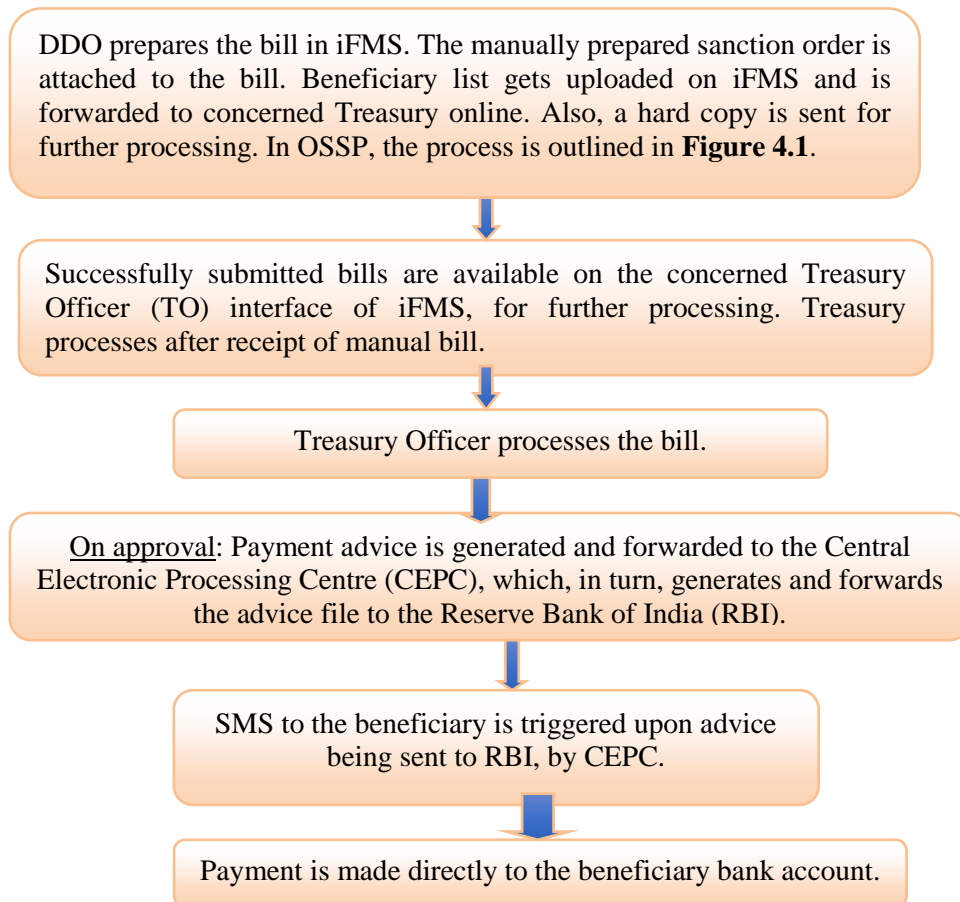 DDO prepares the bill in iFMS. The manually prepared sanction order is
attached to the bill. Beneficiary list gets uploaded on iFMS and is
forwarded to concerned Treasury online. Also, a hard copy is sent for
further processing. In OSSP, the process is outlined in Figure 4.1.
Successfully submitted bills are available on the concerned Treasury
Officer (TO) interface of iFMS, for further processing. Treasury
processes after receipt of manual bill.
Treasury Officer processes the bill.
On approval: Payment advice is generated and forwarded to the Central
Electronic Processing Centre (CEPC), which, in turn, generates and forwards
the advice file to the Reserve Bank of India (RBI).
SMS to the beneficiary is triggered upon advice
being sent to RBI, by CEPC.
Payment is made directly to the beneficiary bank account.